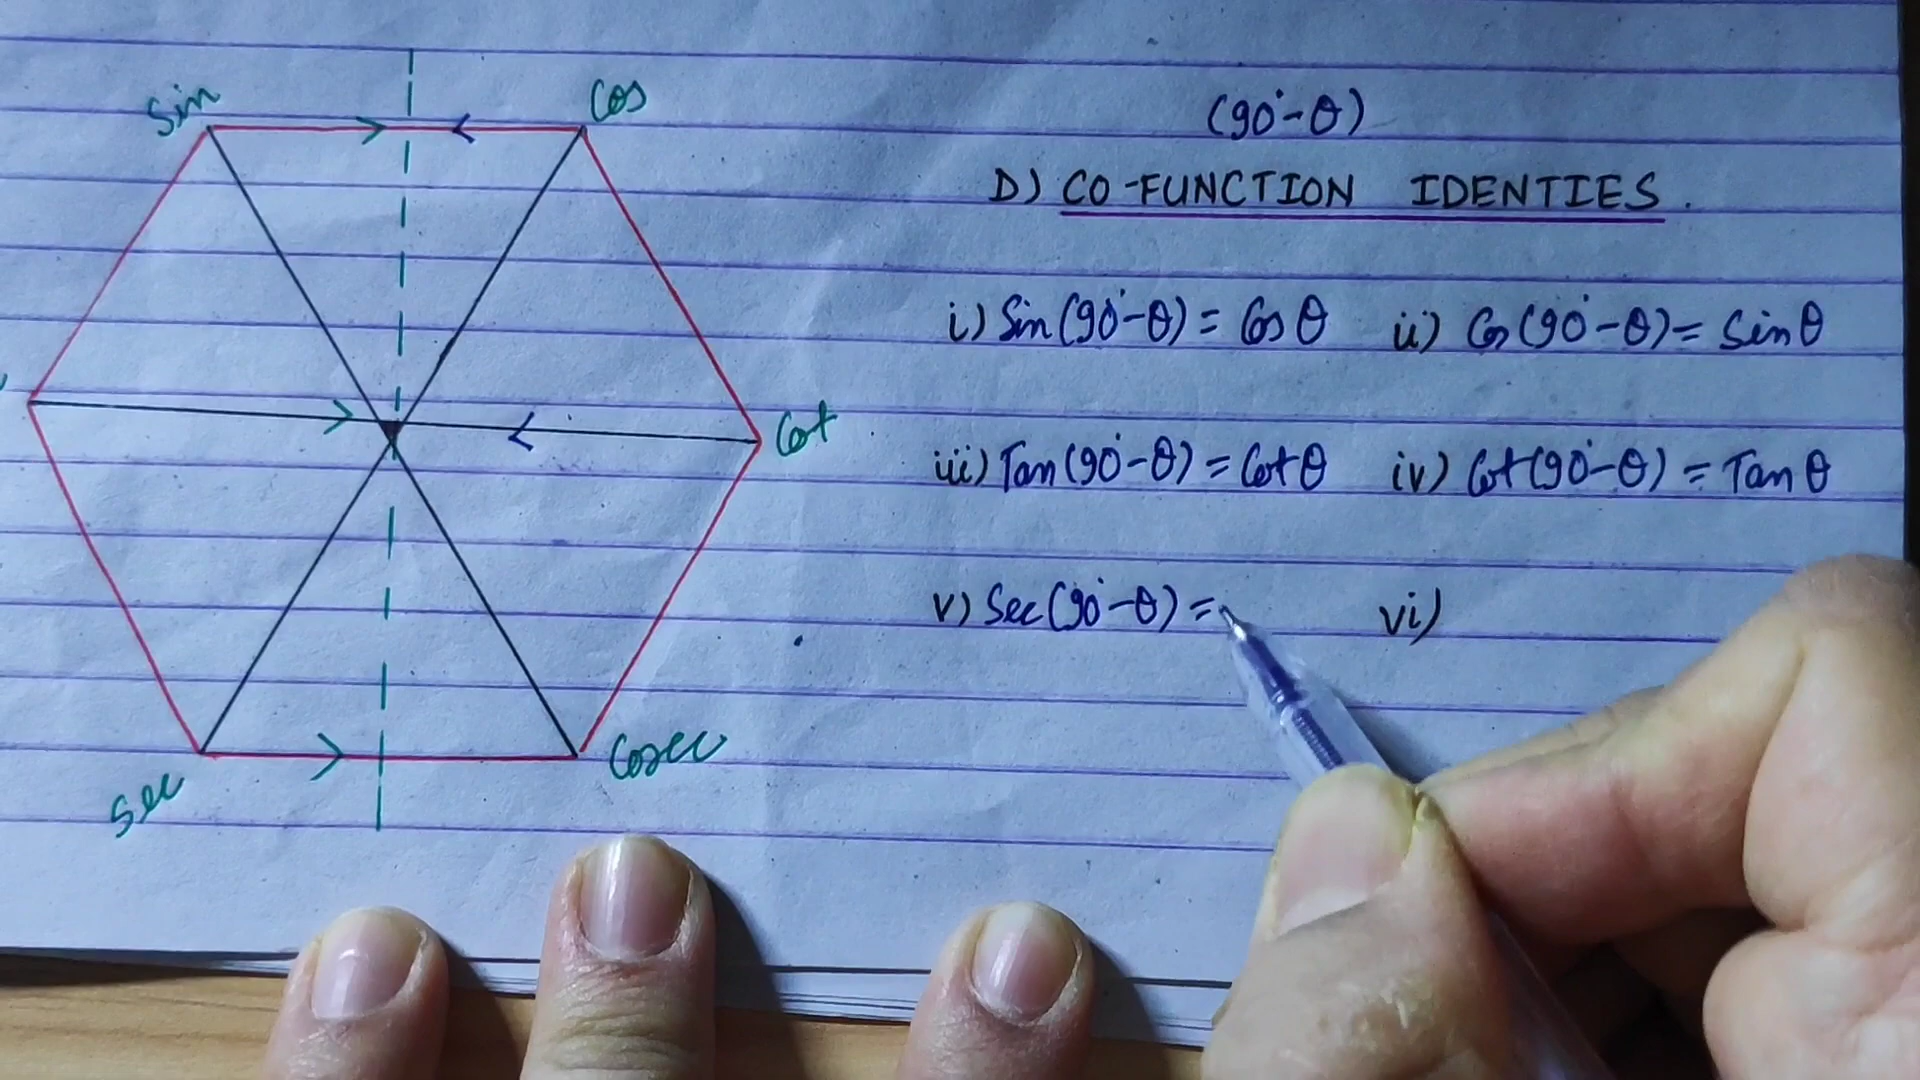 Sin Cos
Cot
Sec Cosec
(90°-θ)
D) CO-FUNCTION IDENTIES.
i) Sin(90°-θ) = Cos θ ii) Cos(90°-θ) = Sin θ
iii) Tan(90°-θ) = Cot θ iv) Cot(90°-θ) = Tan θ
v) Sec(90°-θ) = vi)